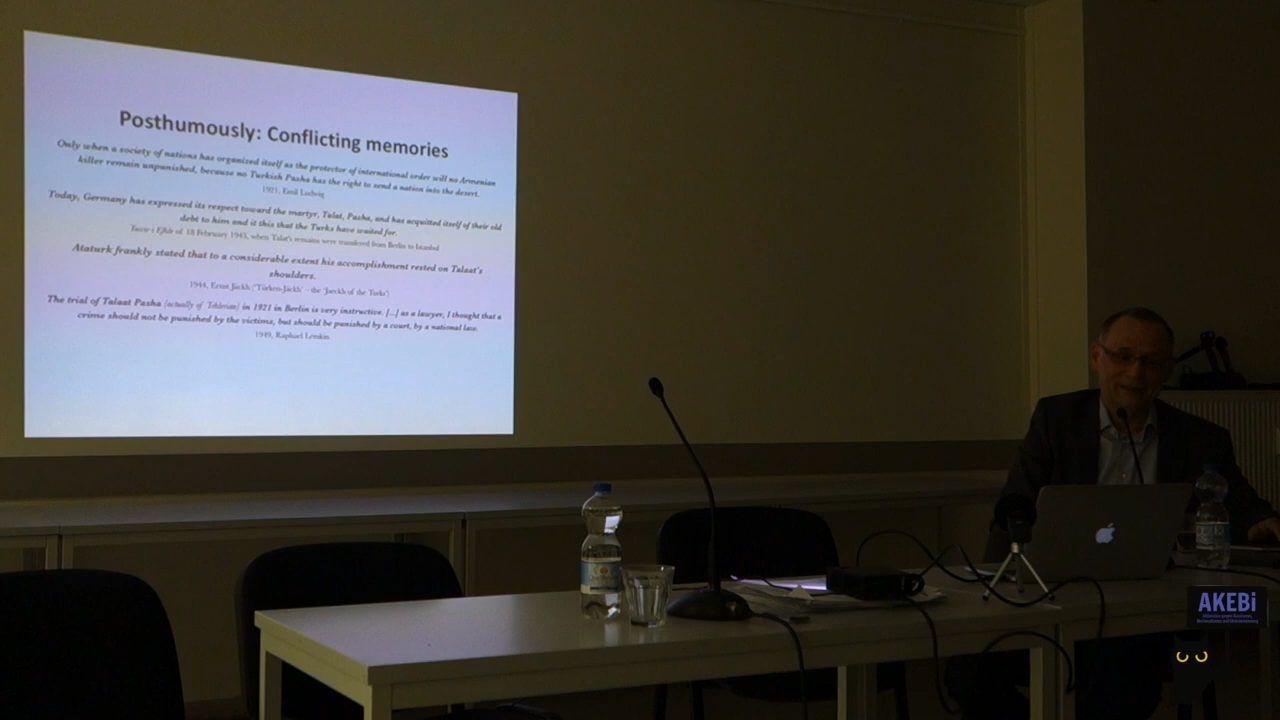 Posthumously: Conflicting memories
Only when a society of nations has organized itself as the protector of international order will no Armenian
killer remain unpunished, because no Turkish Pasha has the right to send a nation into the desert.
1921, Emil Ludwig
Today, Germany has expressed its respect toward the martyr, Talat, Pasha, and has acquitted itself of their old
debt to him and it this that the Turks have waited for.
Tasvir-i Efkâr of 18 February 1943, when Talat's remains were transferred from Berlin to Istanbul
Ataturk frankly stated that to a considerable extent his accomplishment rested on Talaat's
shoulders.
1944, Ernst Jäckh ("Türken-Jäckh" - the 'Jaeckh of the Turks')
The trial of Talaat Pasha [actually of Tehlirian] in 1921 in Berlin is very instructive. [...] as a lawyer, I thought that a
crime should not be punished by the victims, but should be punished by a court, by a national law.
1949, Raphael Lemkin
AKEBi